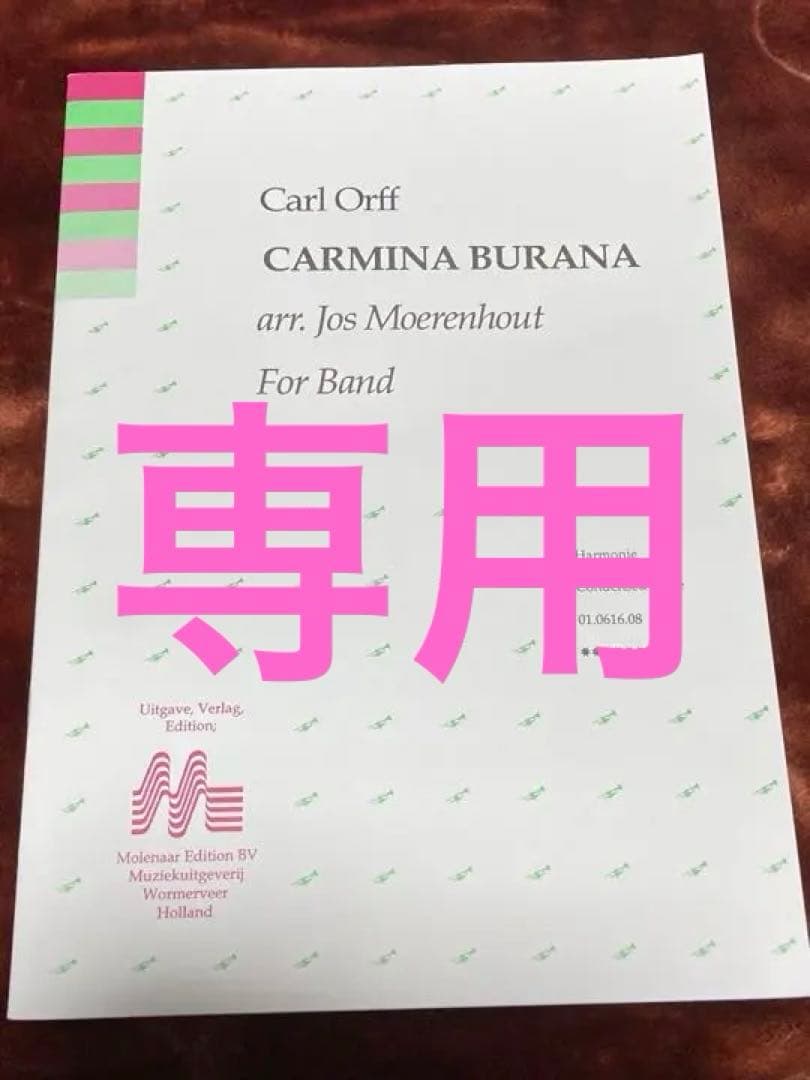 Carl Orff
CARMINA BURANA
arr. Jos Moerenhout
For Band
専用
Harmonie
01.0616.08
Uitgave, Verlag,
Edition;
Molenaar Edition BV
Muziekuitgeverij
Wormerveer
Holland